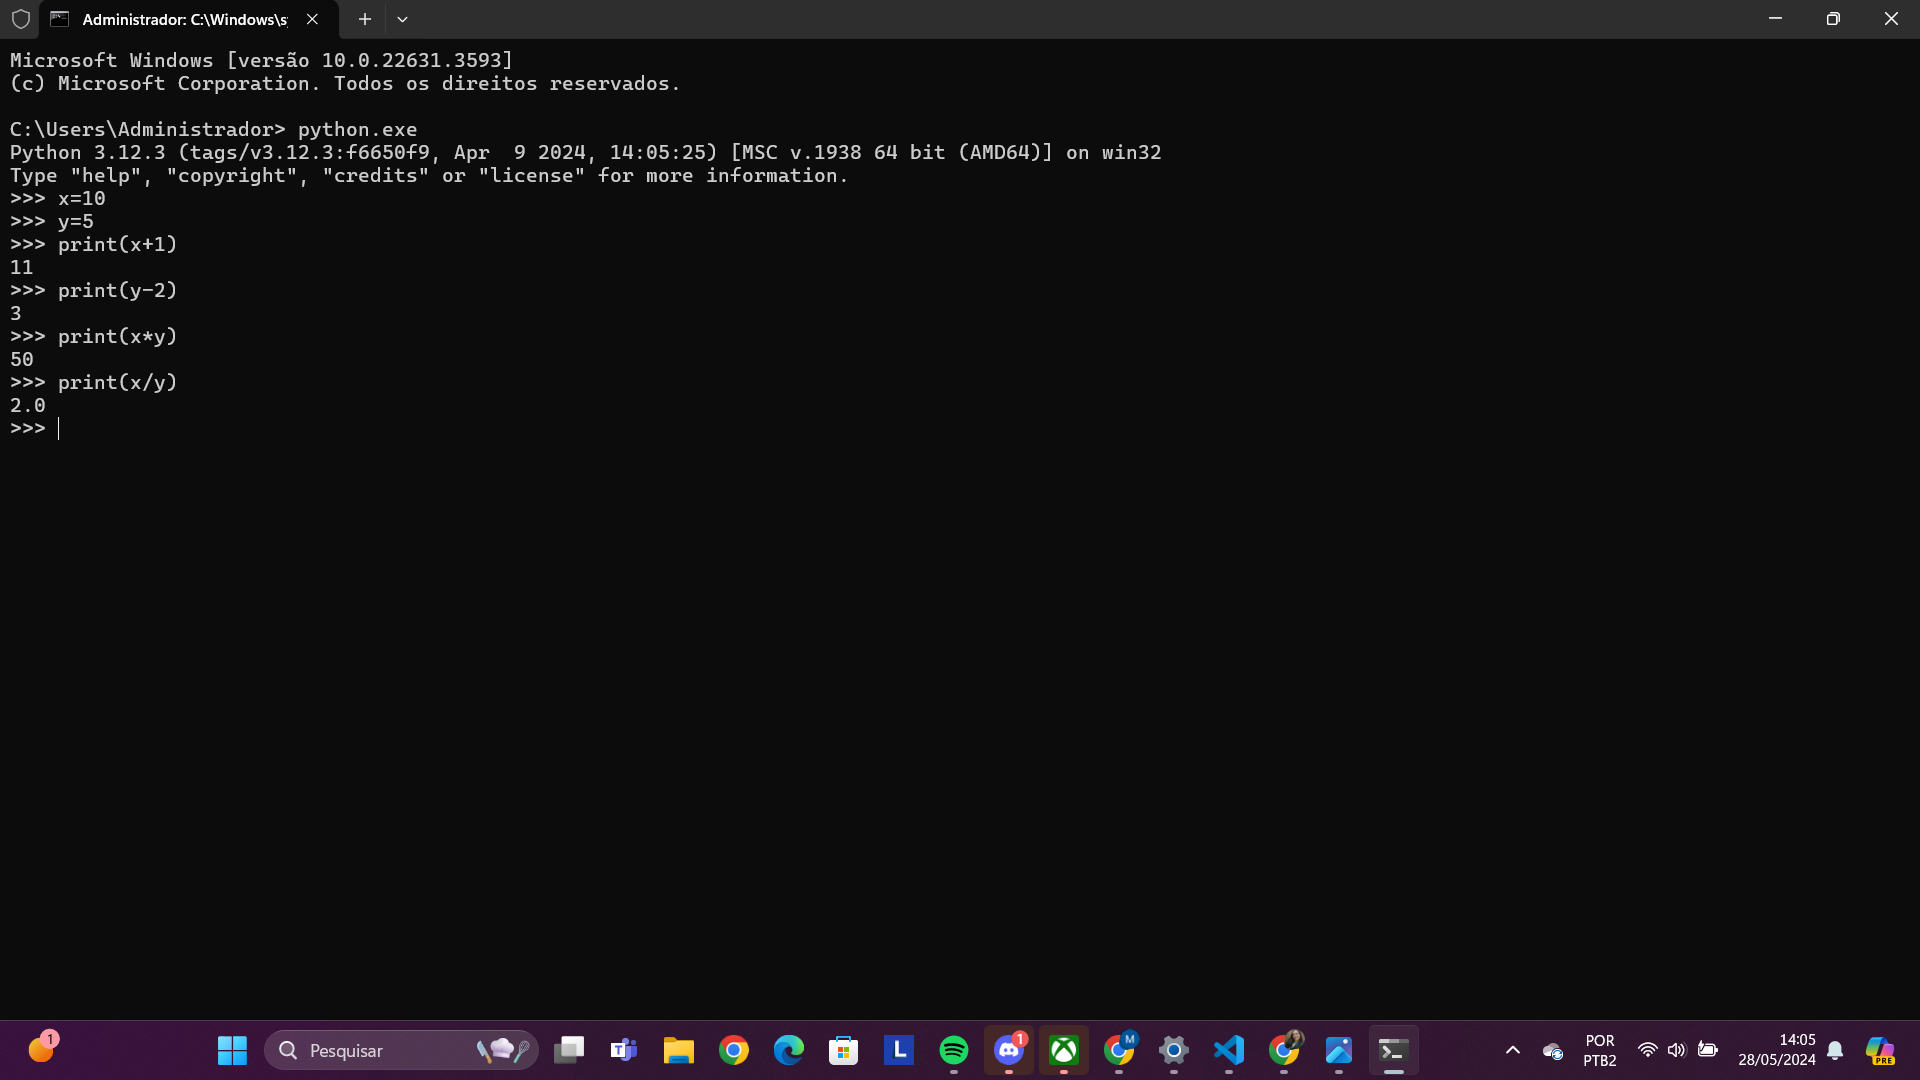 Administrador: C:\Windows\s
Microsoft Windows [versão 10.0.22631.3593]
(c) Microsoft Corporation. Todos os direitos reservados.
C:\Users\Administrador> python.exe
Python 3.12.3 (tags/v3.12.3:f6650f9, Apr  9 2024, 14:05:25) [MSC v.1938 64 bit (AMD64)] on win32
Type "help", "copyright", "credits" or "license" for more information.
>>> x=10
>>> y=5
>>> print(x+1)
11
>>> print(y-2)
3
>>> print(x*y)
50
>>> print(x/y)
2.0
>>>
1
Pesquisar
T
L
1
M
POR
PTB2
14:05
28/05/2024
PRE